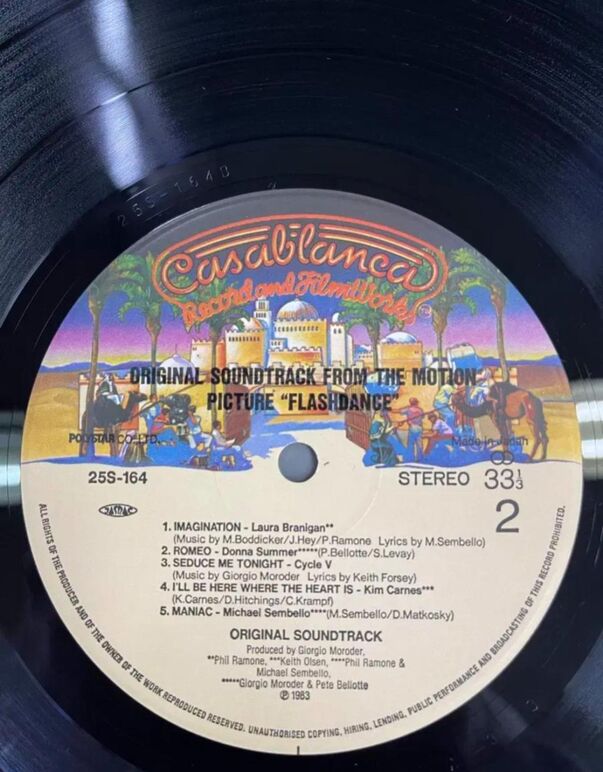 25S-164D
Casablanca
Record and FilmWorks
ORIGINAL SOUNDTRACK FROM THE MOTION
PICTURE "FLASHDANCE"
POLYSTAR CO.,LTD.
Made in Japan
25S-164
STEREO 33 1/3
JASRAC
2
1. IMAGINATION - Laura Branigan**
(Music by M.Boddicker/J.Hey/P.Ramone Lyrics by M.Sembello)
2. ROMEO - Donna Summer*****(P.Bellotte/S.Levay)
3. SEDUCE ME TONIGHT - Cycle V
(Music by Giorgio Moroder Lyrics by Keith Forsey)
4. I'LL BE HERE WHERE THE HEART IS - Kim Carnes***
(K.Carnes/D.Hitchings/C.Krampf)
5. MANIAC - Michael Sembello****(M.Sembello/D.Matkosky)
ORIGINAL SOUNDTRACK
Produced by Giorgio Moroder,
**Phil Ramone, ***Keith Olsen, ****Phil Ramone &
Michael Sembello,
*****Giorgio Moroder & Pete Bellotte
℗ 1983
ALL RIGHTS OF THE PRODUCER AND OF THE OWNER OF THE WORK REPRODUCED RESERVED. UNAUTHORISED COPYING, HIRING, LENDING, PUBLIC PERFORMANCE AND BROADCASTING OF THIS RECORD PROHIBITED.